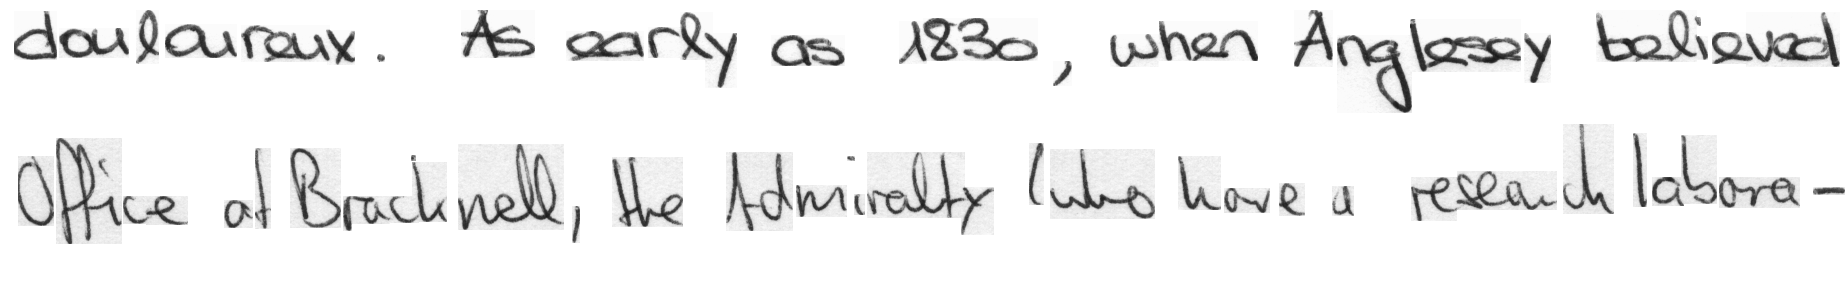 douloureux. As early as 1830, when Anglesey believed
Office at Bracknell, the Admiralty (who have a research labora-